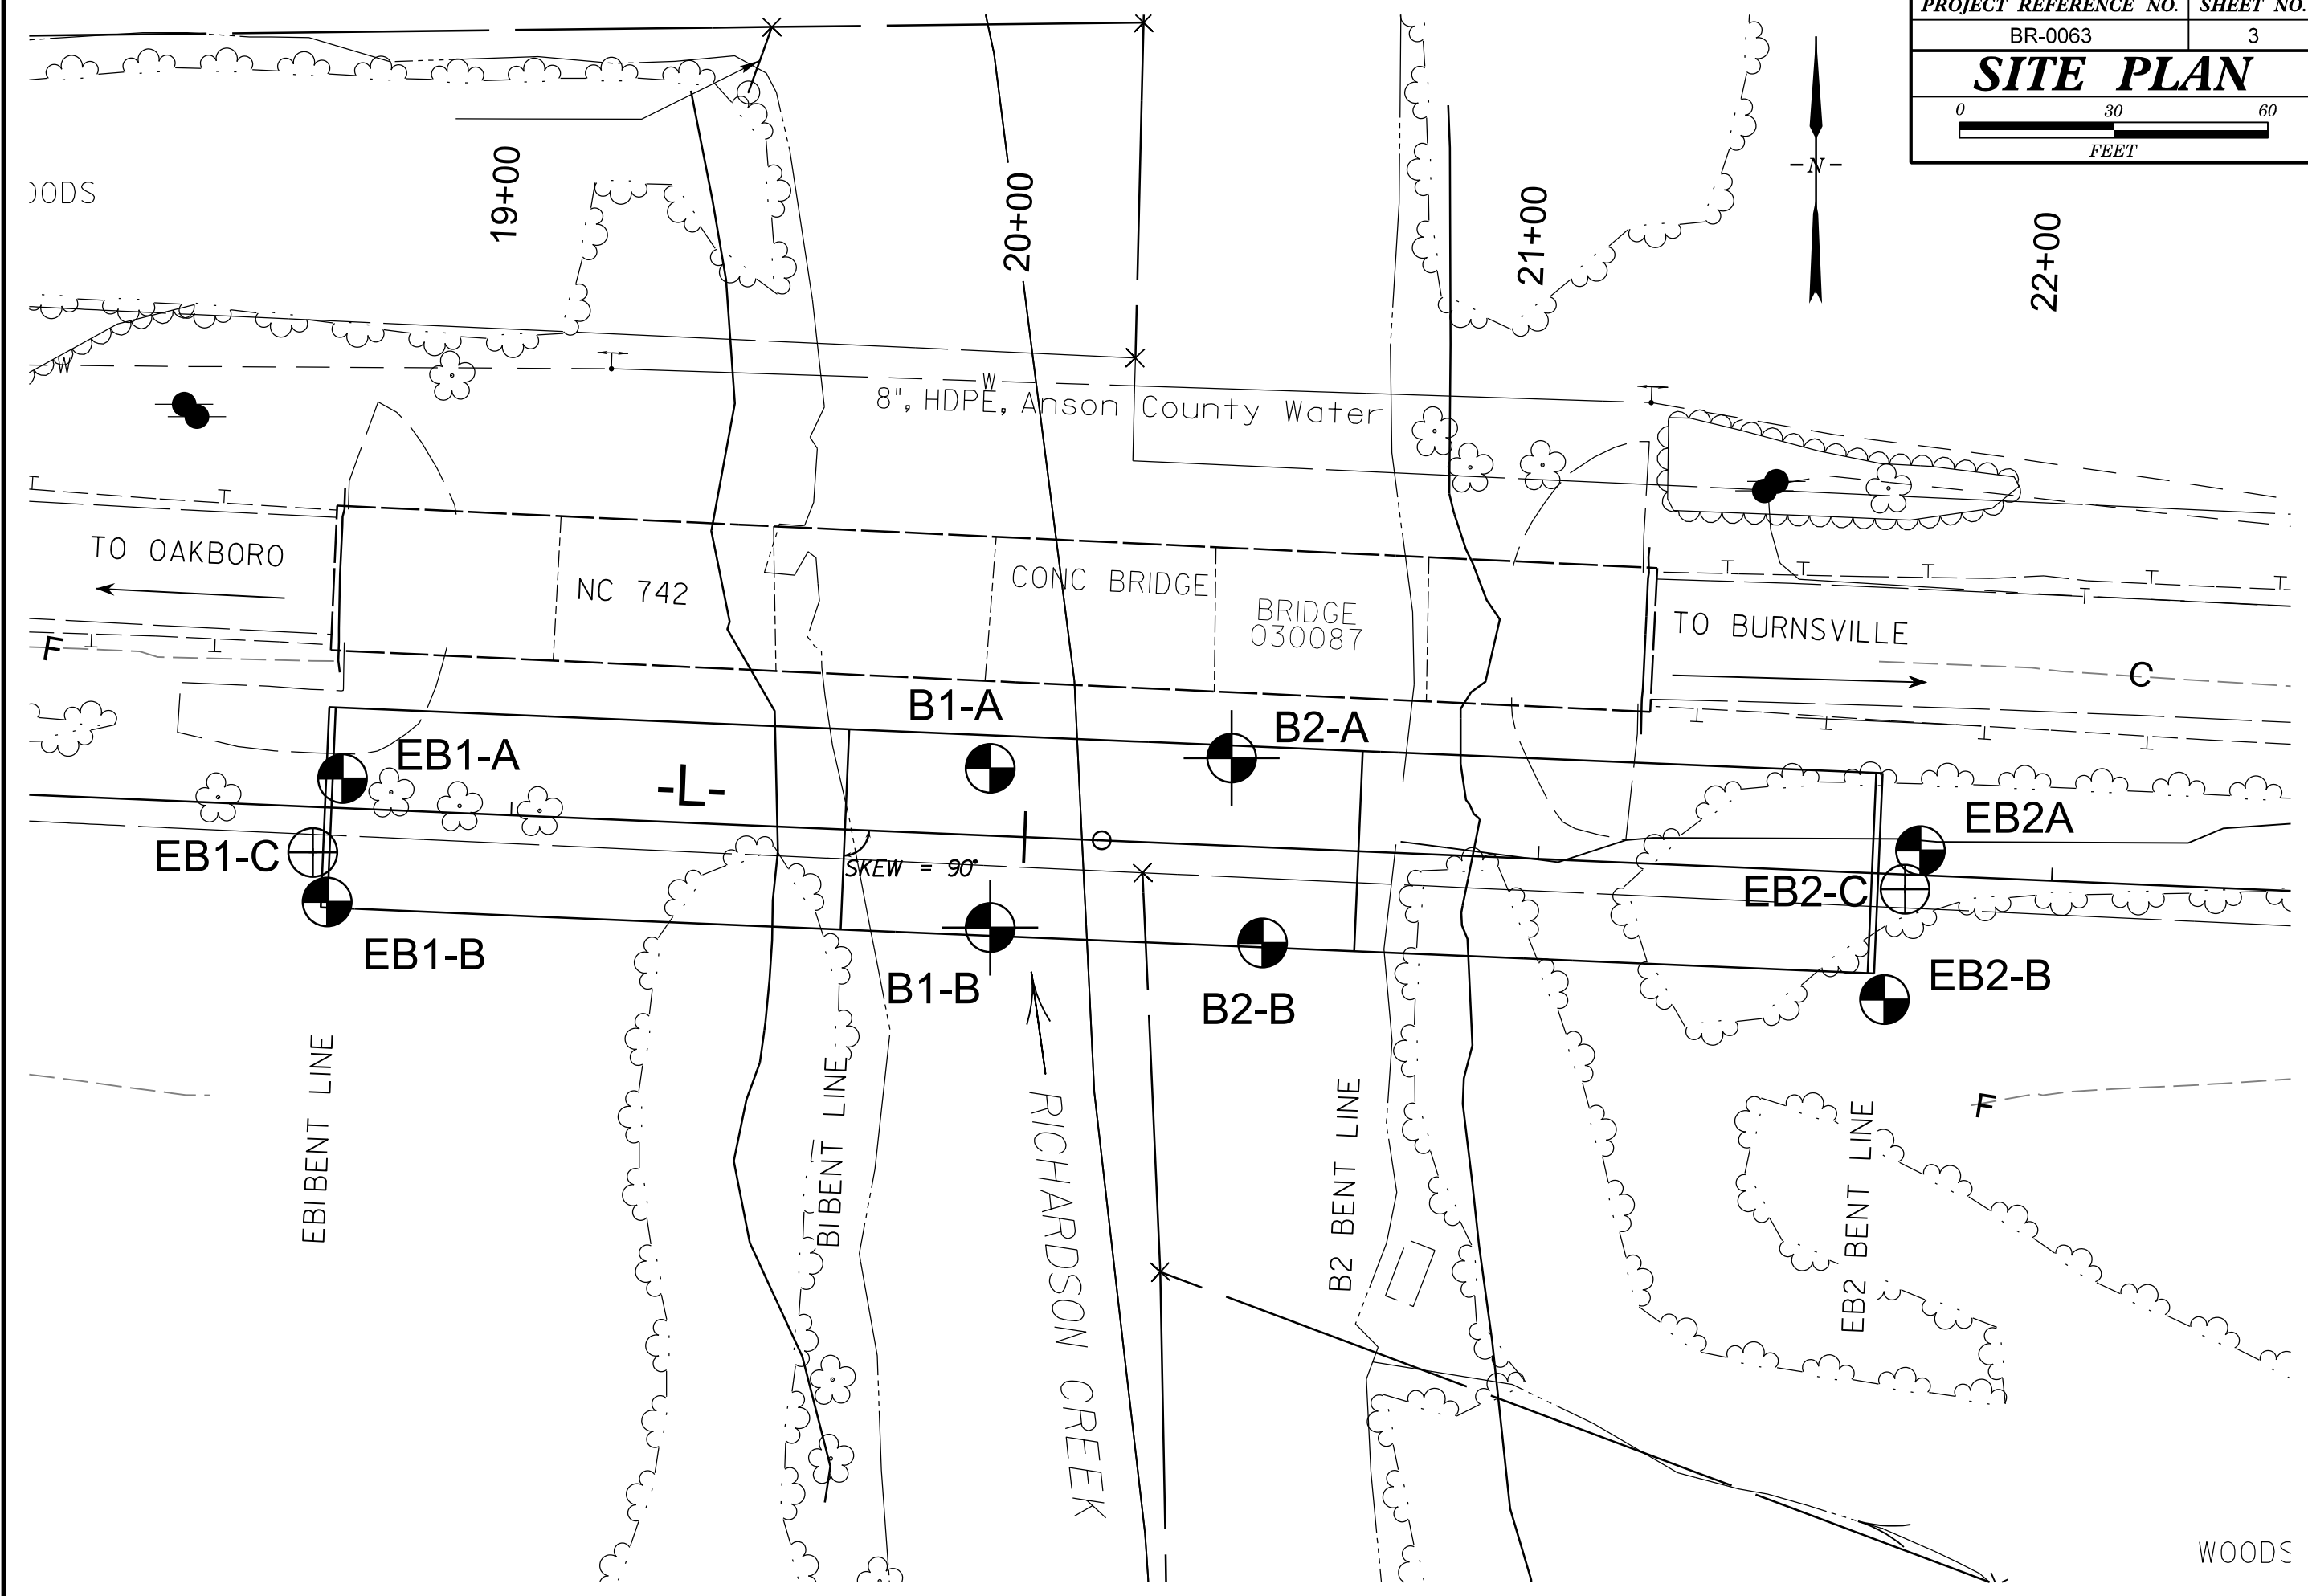 PROJECT REFERENCE NO. SHEET NO.
BR-0063 3
SITE PLAN
0 30 60
FEET
-N-
19+00
20+00
21+00
22+00
OODS
W
W
8", HDPE, Anson County Water
TO OAKBORO
NC 742
CONC BRIDGE
BRIDGE
030087
TO BURNSVILLE
F
C
B1-A
B2-A
EB1-A
-L-
EB2A
EB1-C
SKEW = 90°
EB2-C
EB1-B
B1-B
B2-B
EB2-B
EB1 BENT LINE
B1 BENT LINE
RICHARDSON CREEK
B2 BENT LINE
EB2 BENT LINE
F
WOODS